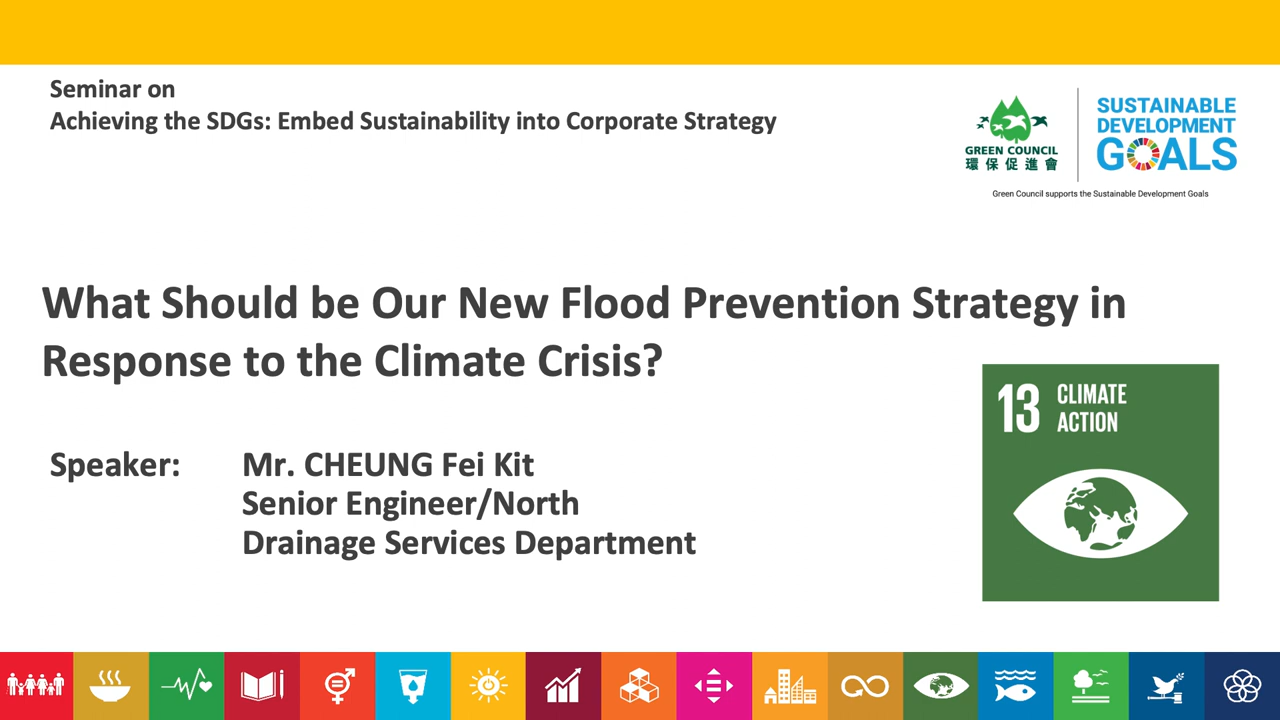 Seminar on
Achieving the SDGs: Embed Sustainability into Corporate Strategy
GREEN COUNCIL
環保促進會
SUSTAINABLE
DEVELOPMENT
GOALS
Green Council supports the Sustainable Development Goals
What Should be Our New Flood Prevention Strategy in
Response to the Climate Crisis?
13 CLIMATE
ACTION
Speaker: Mr. CHEUNG Fei Kit
Senior Engineer/North
Drainage Services Department